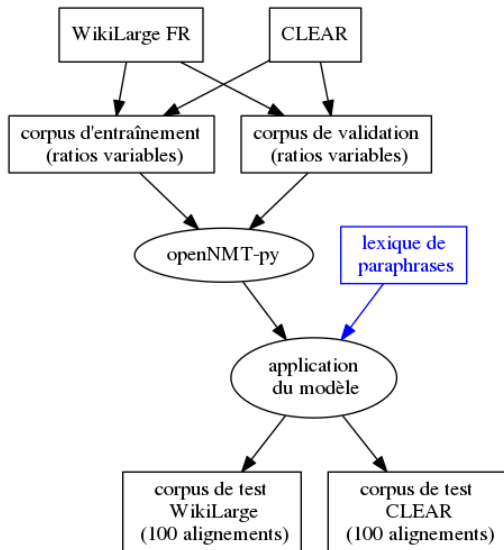 WikiLarge FR
CLEAR
corpus d'entraînement
(ratios variables)
corpus de validation
(ratios variables)
openNMT-py
lexique de
paraphrases
application
du modèle
corpus de test
WikiLarge
(100 alignements)
corpus de test
CLEAR
(100 alignements)